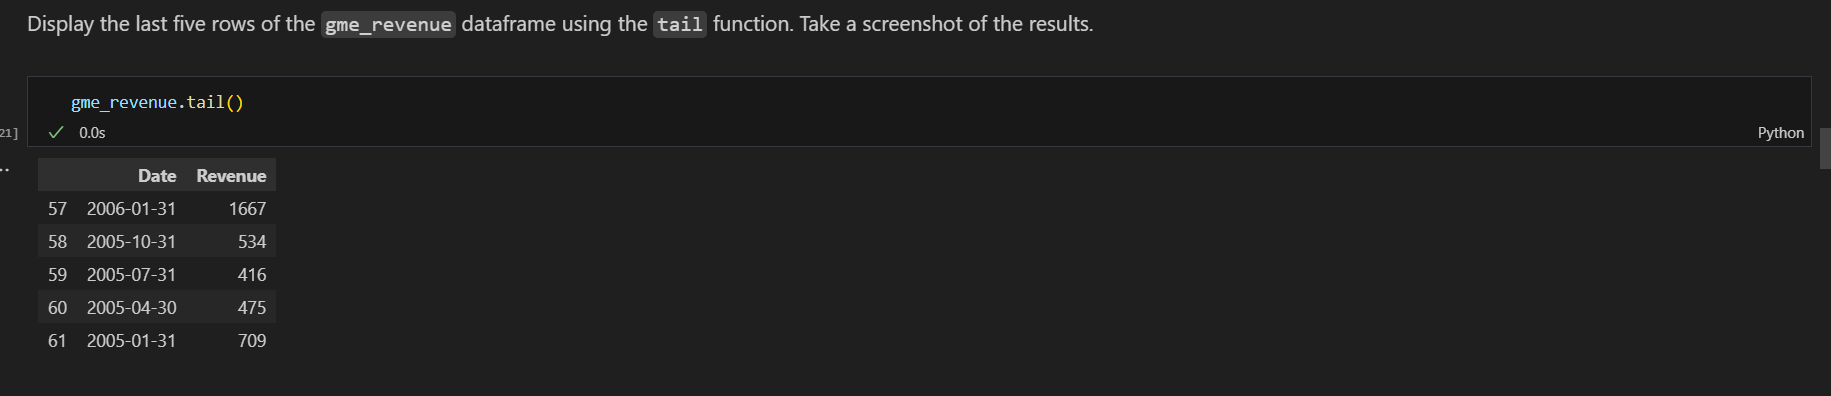 Display the last five rows of the gme_revenue dataframe using the tail function. Take a screenshot of the results.
gme_revenue.tail()
21] 0.0s Python
Date Revenue
57 2006-01-31 1667
58 2005-10-31 534
59 2005-07-31 416
60 2005-04-30 475
61 2005-01-31 709